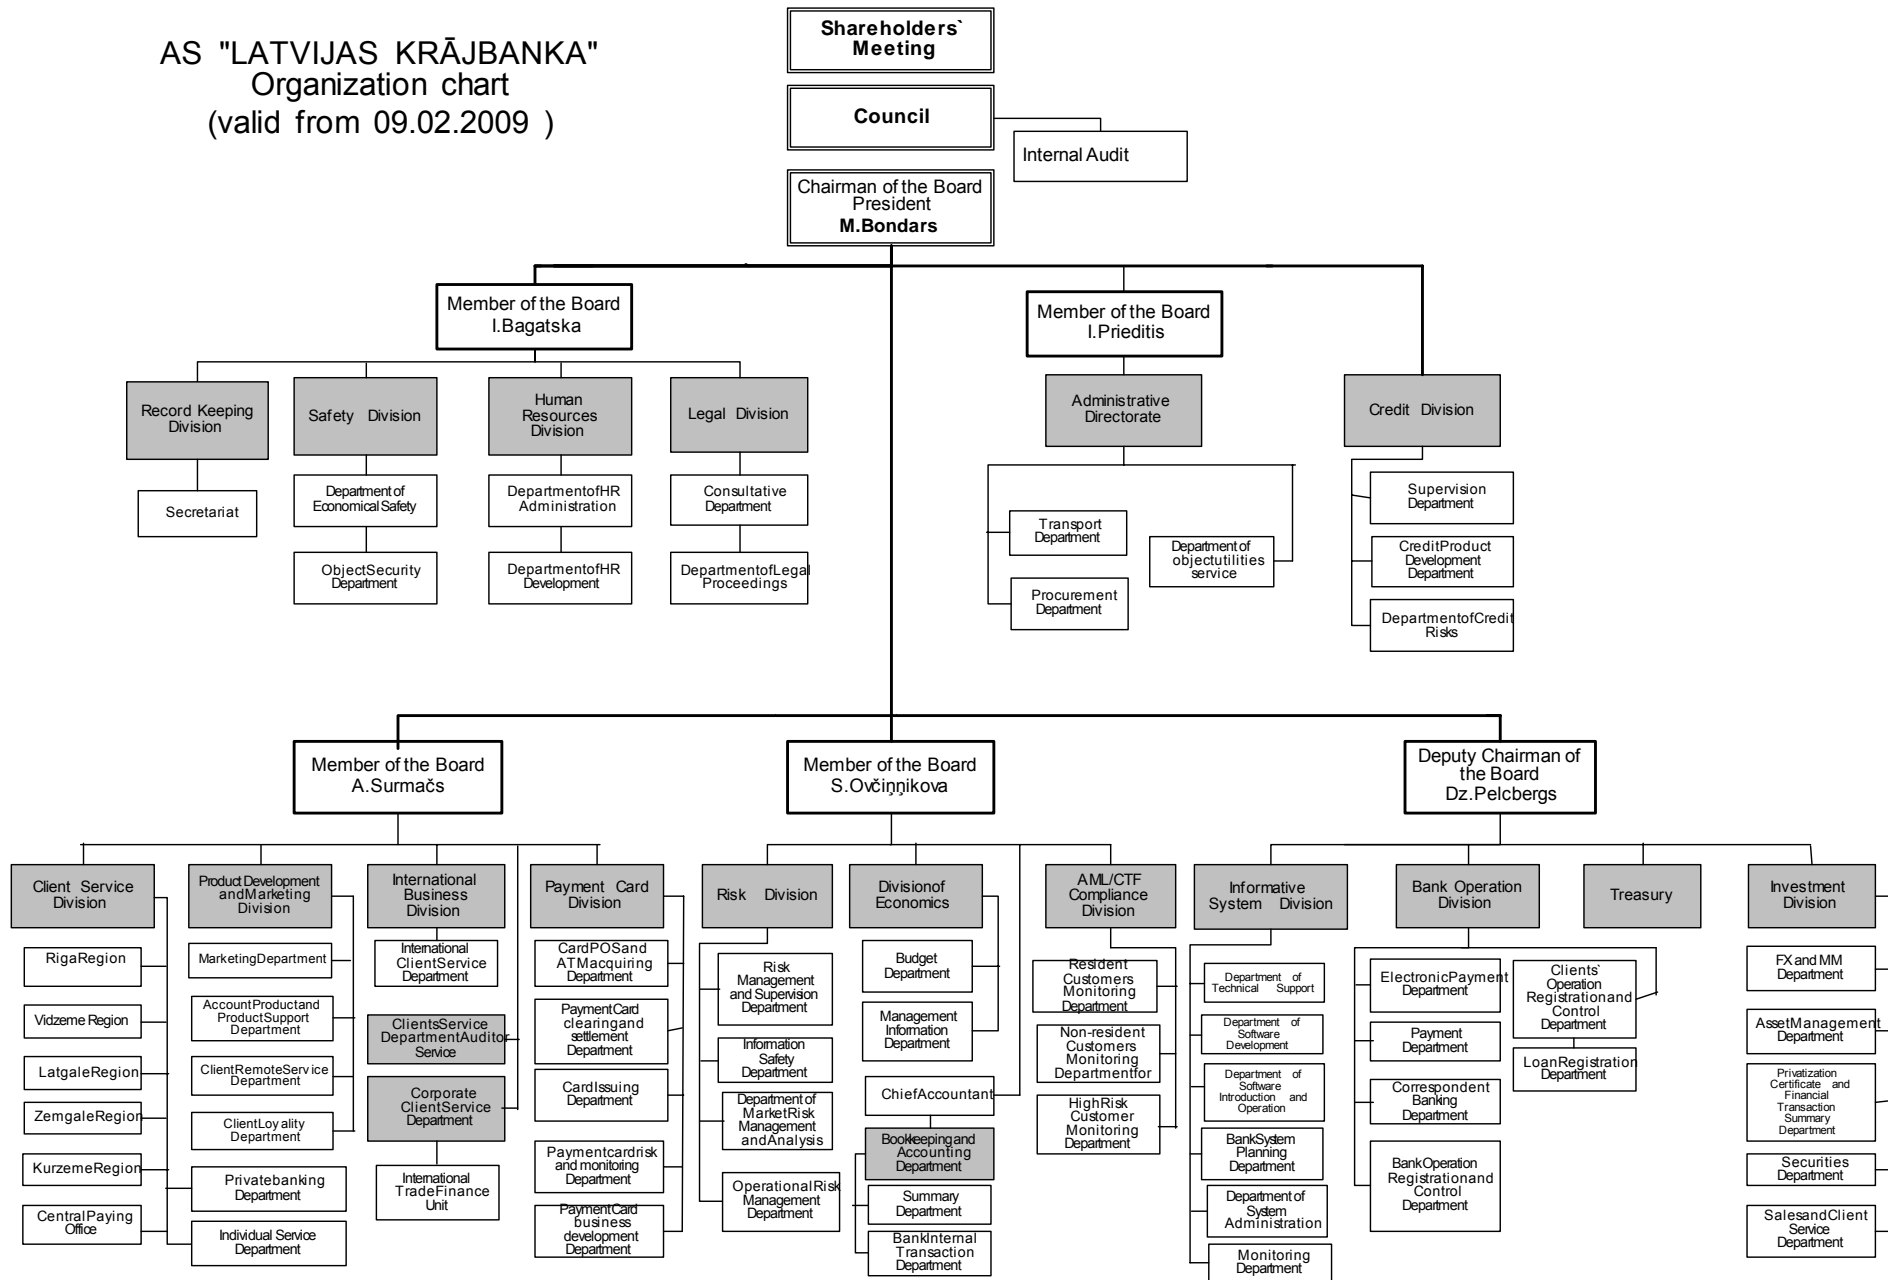 AS "LATVIJAS KRĀJBANKA"
Organization chart
(valid from 09.02.2009 )
Shareholders`
Meeting
Council
Internal Audit
Chairman of the Board
President
M.Bondars
Member of the Board
I.Bagatska
Member of the Board
I.Prieditis
Record Keeping
Division
Safety Division
Human
Resources
Division
Legal Division
Administrative
Directorate
Credit Division
Secretariat
Department of
Economical Safety
DepartmentofHR
Administration
Consultative
Department
Supervision
Department
ObjectSecurity
Department
DepartmentofHR
Development
DepartmentofLegal
Proceedings
Transport
Department
Department of
objectutilities
service
Procurement
Department
CreditProduct
Development
Department
DepartmentofCredit
Risks
Member of the Board
A.Surmačs
Member of the Board
S.Ovčiņņikova
Deputy Chairman of
the Board
Dz.Pelcbergs
Client Service
Division
Product Development
andMarketing
Division
International
Business
Division
Payment Card
Division
Risk Division
Divisionof
Economics
AML/CTF
Compliance
Division
Informative
System Division
Bank Operation
Division
Treasury
Investment
Division
RigaRegion
Vidzeme Region
LatgaleRegion
ZemgaleRegion
KurzemeRegion
CentralPaying
Office
MarketingDepartment
AccountProductand
ProductSupport
Department
ClientRemoteService
Department
ClientLoyality
Department
Privatebanking
Department
Individual Service
Department
International
ClientService
Department
ClientsService
DepartmentAuditor
Service
Corporate
ClientService
Department
International
TradeFinance
Unit
CardPOSand
ATMacquiring
Department
PaymentCard
clearingand
settlement
Department
CardIssuing
Department
Paymentcardrisk
and monitoring
Department
PaymentCard
business
development
Department
Risk
Management
and Supervision
Department
Information
Safety
Department
Department of
MarketRisk
Management
andAnalysis
OperationalRisk
Management
Department
Budget
Department
Management
Information
Department
ChiefAccountant
Bookkeepingand
Accounting
Department
Summary
Department
BankInternal
Transaction
Department
Resident
Customers
Monitoring
Department
Non-resident
Customers
Monitoring
Departmentfor
HighRisk
Customer
Monitoring
Department
Department of
Technical Support
Department of
Software
Development
Department of
Software
Introduction and
Operation
BankSystem
Planning
Department
Department of
System
Administration
Monitoring
Department
ElectronicPayment
Department
Payment
Department
Correspondent
Banking
Department
BankOperation
Registrationand
Control
Department
Clients`
Operation
Registrationand
Control
Department
LoanRegistration
Department
FX and MM
Department
AssetManagement
Department
Privatization
Certificate and
Financial
Transaction
Summary
Department
Securities
Department
SalesandClient
Service
Department